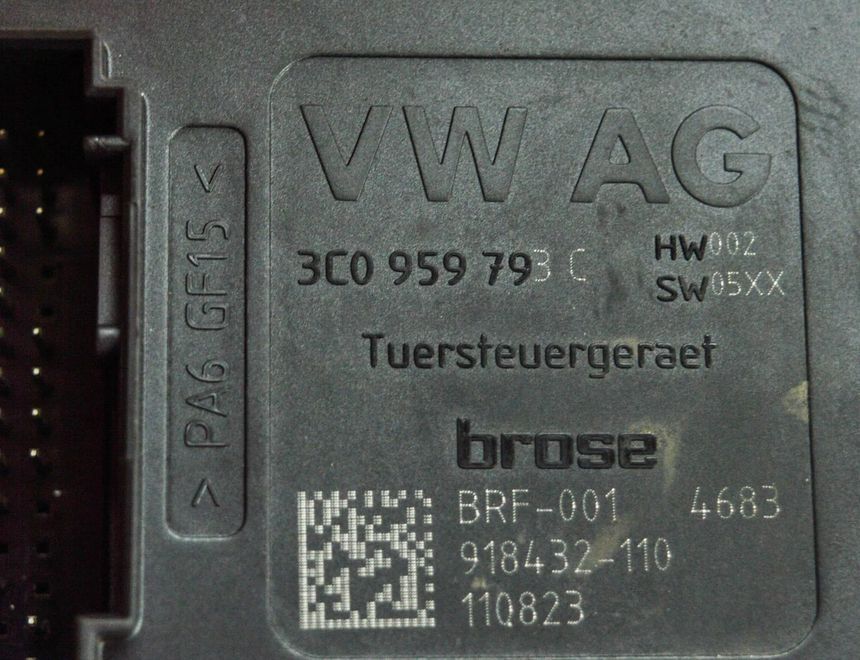 > PA6 GF15 <
VW AG
3C0 959 793 C
HW002
SW05XX
Tuersteuergeraet
brose
BRF-001 4683
918432-110
110823